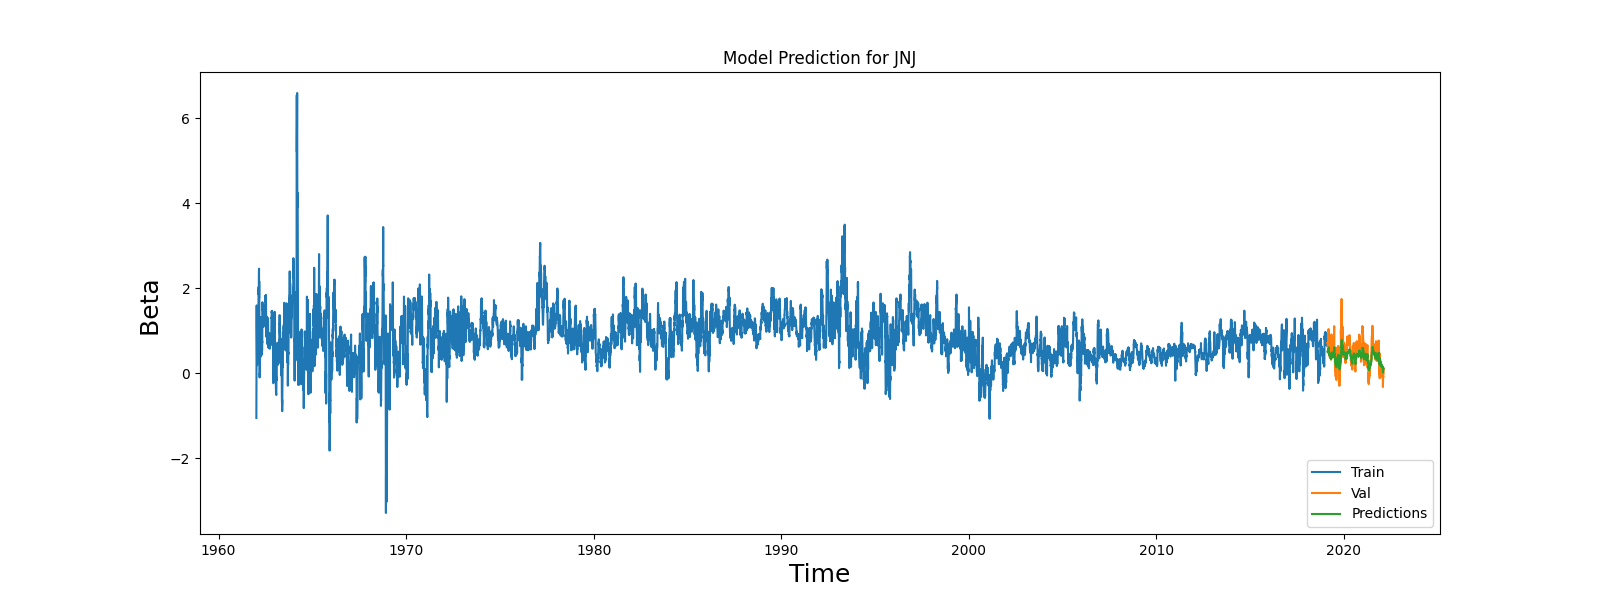 Model Prediction for JNJ
Beta
6
4
2
0
−2
1960 1970 1980 1990 2000 2010 2020
Time
Train
Val
Predictions